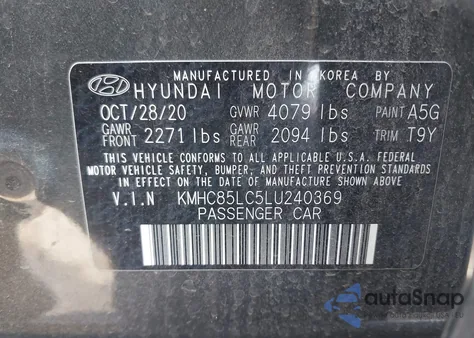 MANUFACTURED IN KOREA BY
HYUNDAI MOTOR COMPANY
OCT/28/20 GVWR 4079 lbs PAINT A5G
GAWR FRONT 2271 lbs GAWR REAR 2094 lbs TRIM T9Y
THIS VEHICLE CONFORMS TO ALL APPLICABLE U.S.A. FEDERAL
MOTOR VEHICLE SAFETY, BUMPER, AND THEFT PREVENTION
STANDARDS IN EFFECT ON THE DATE OF MANUFACTURE SHOWN ABOVE.
V.I.N KMHC85LC5LU240369
PASSENGER CAR
autoSnap